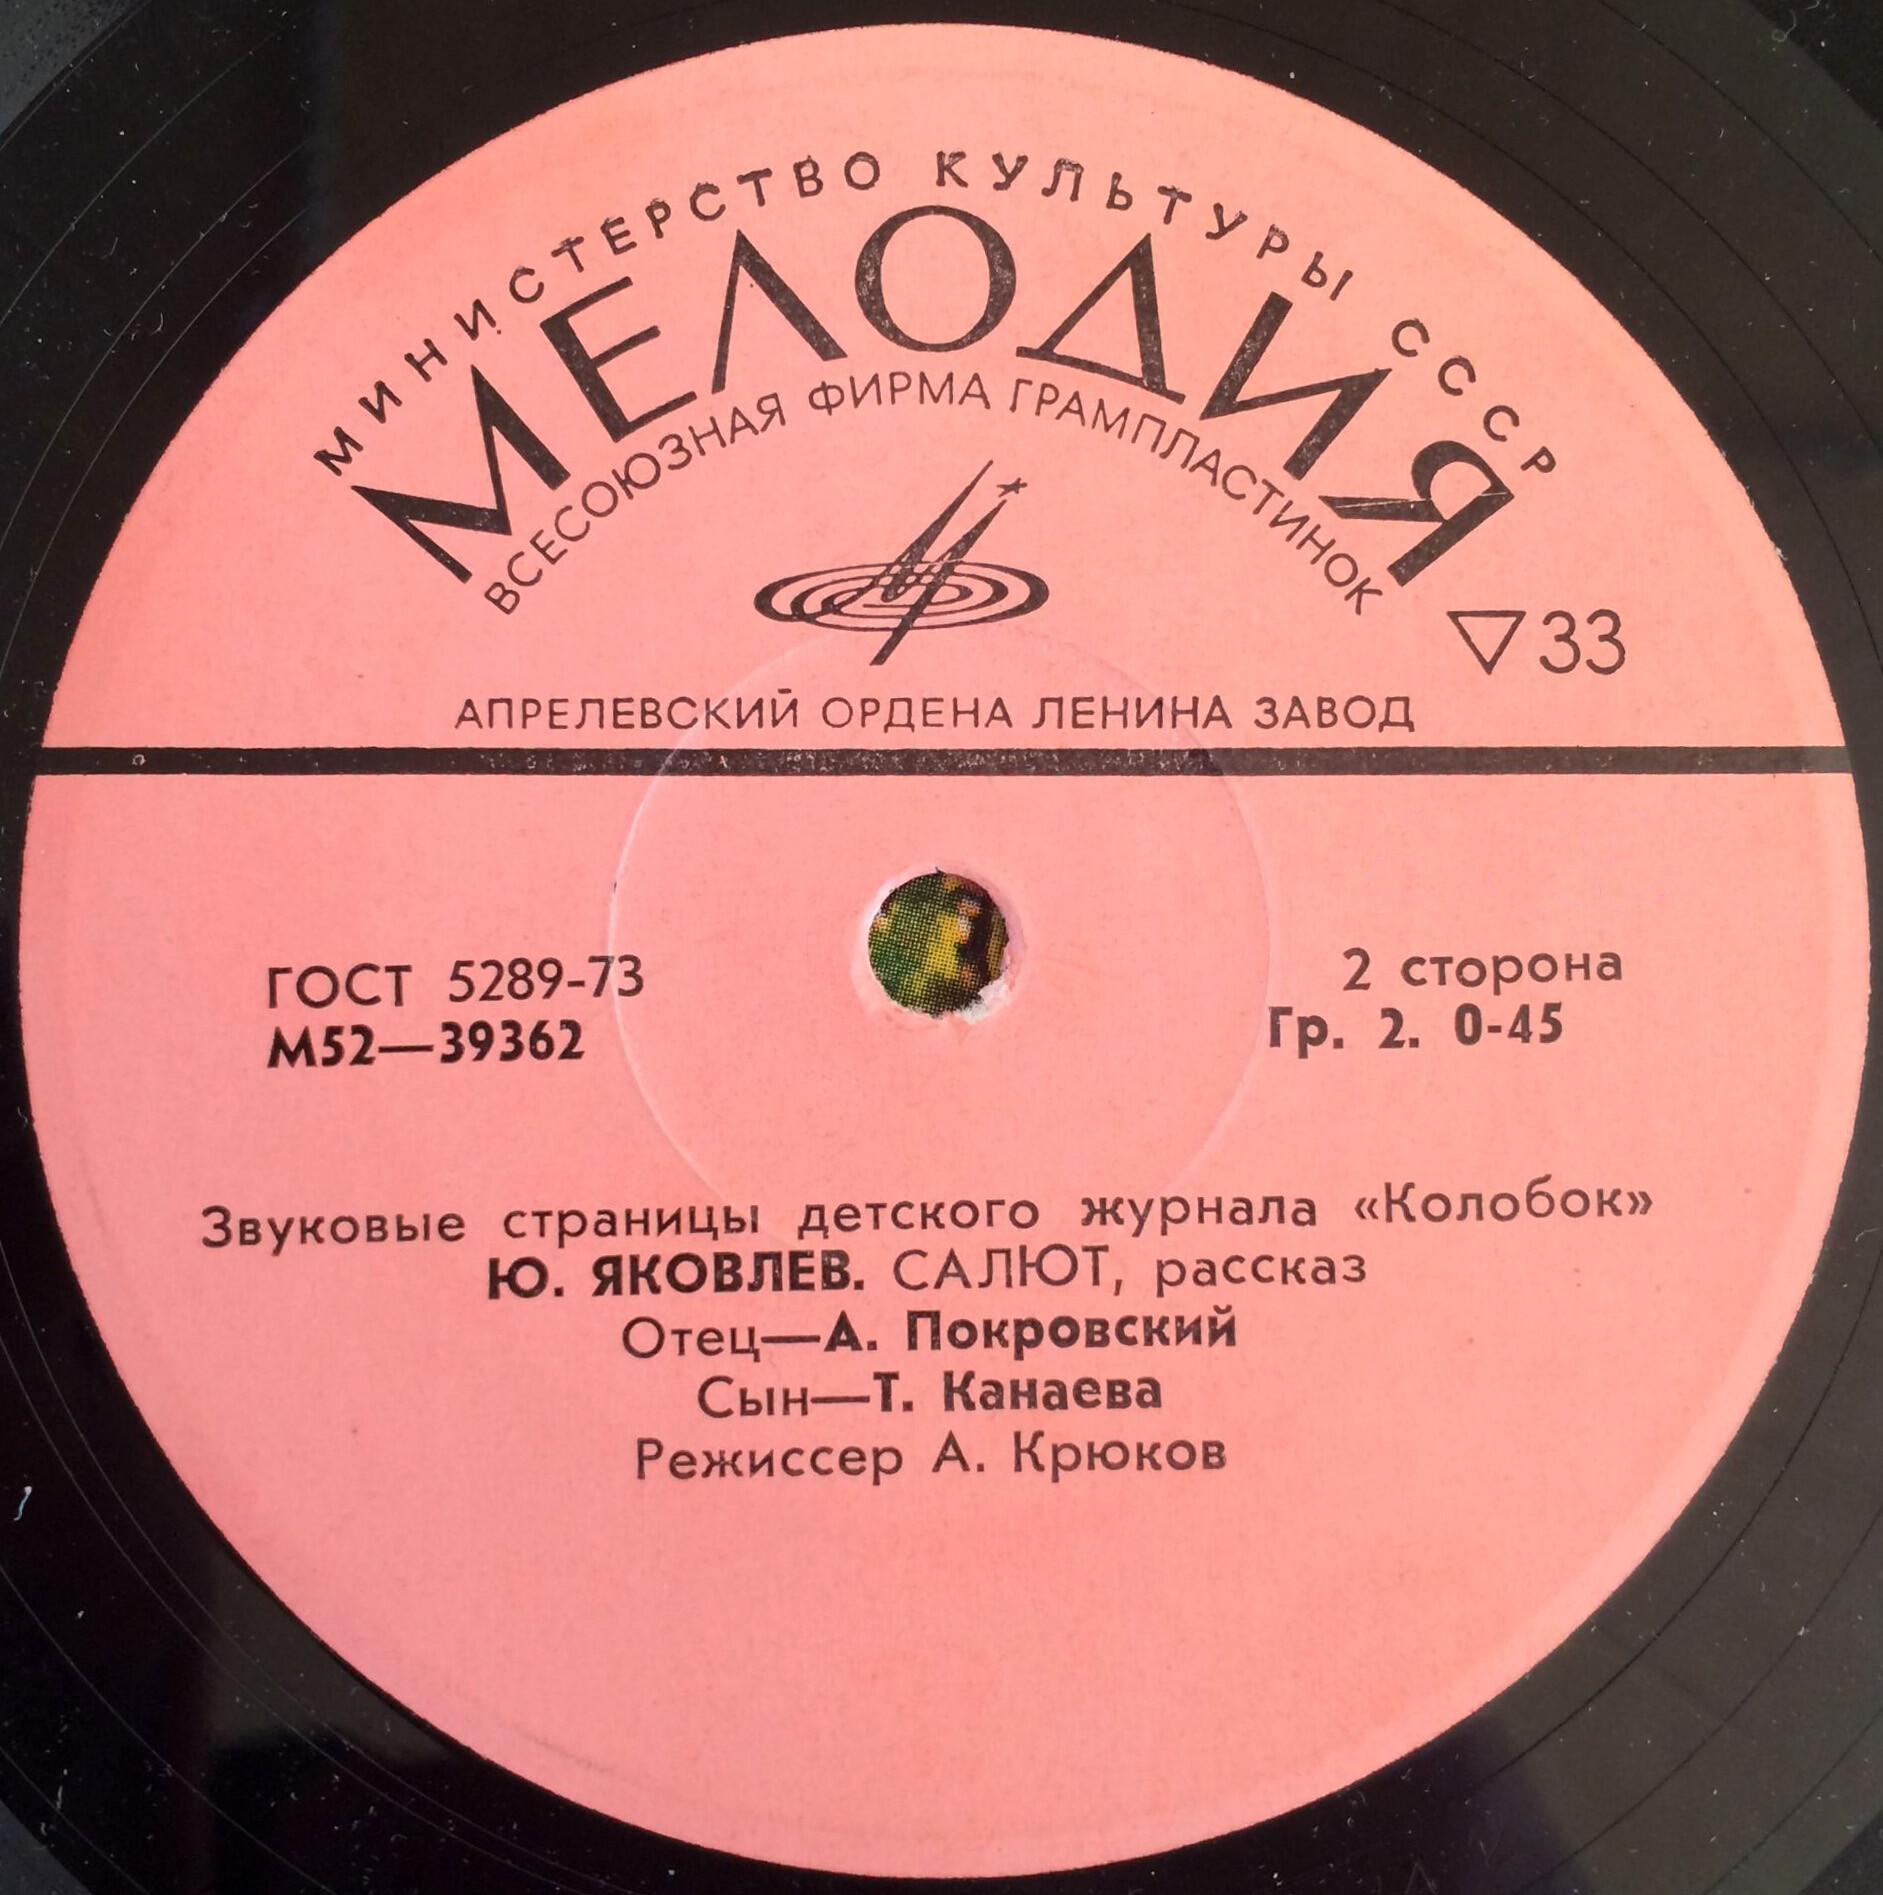 МИНИСТЕРСТВО КУЛЬТУРЫ СССР
МЕЛОДИЯ
ВСЕСОЮЗНАЯ ФИРМА ГРАМПЛАСТИНОК
33
АПРЕЛЕВСКИЙ ОРДЕНА ЛЕНИНА ЗАВОД
ГОСТ 5289-73
М52—39362
2 сторона
Гр. 2. 0-45
Звуковые страницы детского журнала «Колобок»
Ю. ЯКОВЛЕВ. САЛЮТ, рассказ
Отец—А. Покровский
Сын—Т. Канаева
Режиссер А. Крюков